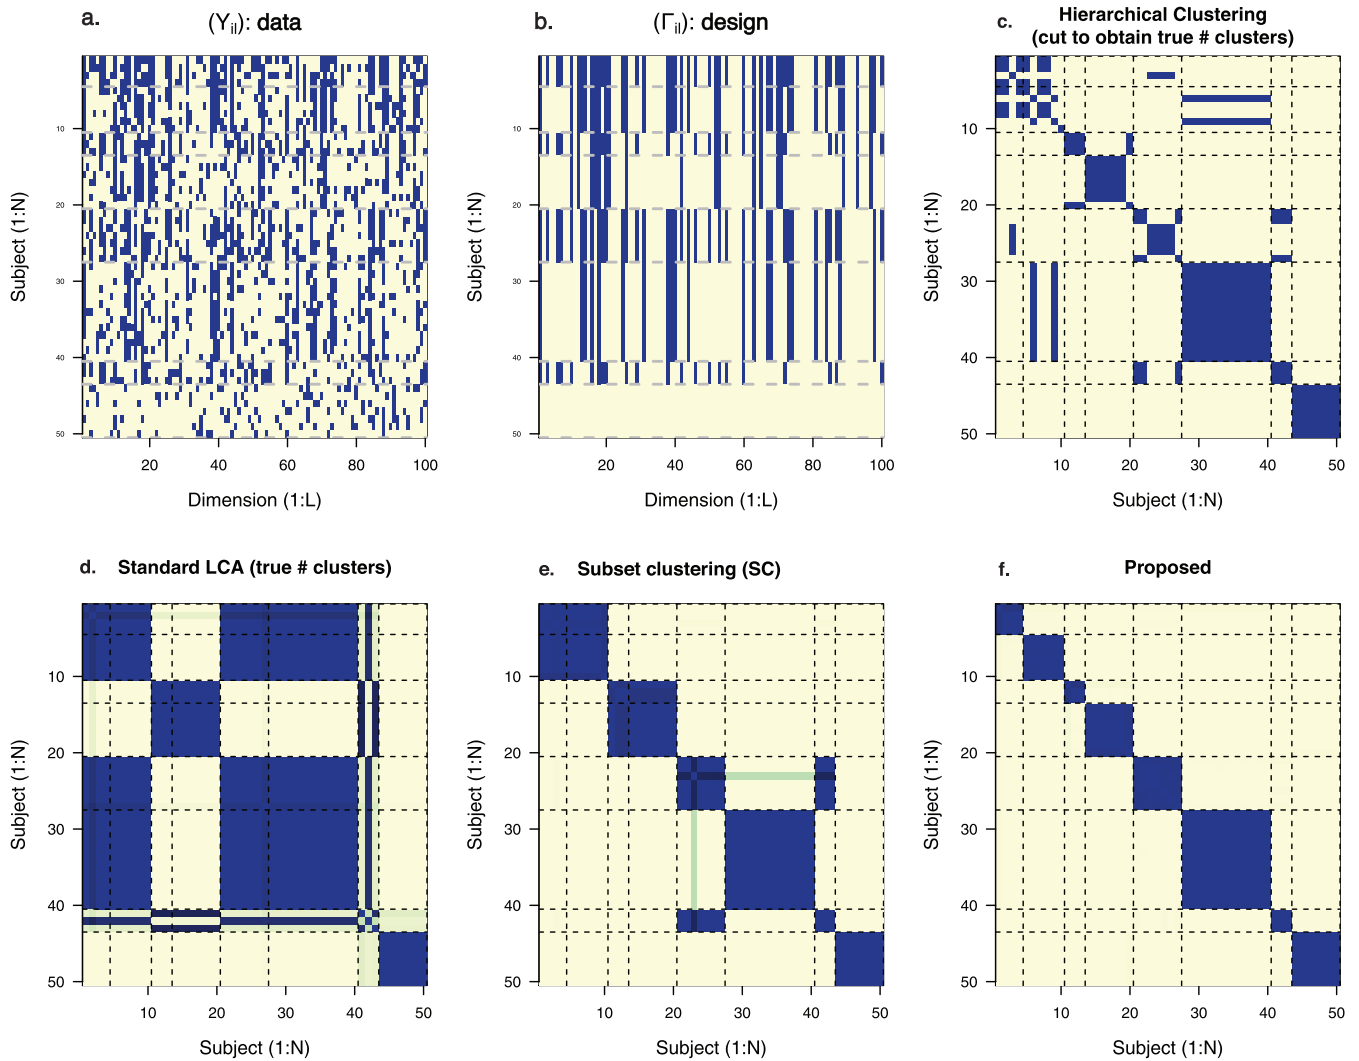 a.
(Yil): data
Subject (1:N)
10
20
30
40
50
20
40
60
80
100
Dimension (1:L)
b.
(Γil): design
Subject (1:N)
10
20
30
40
50
20
40
60
80
100
Dimension (1:L)
c.
Hierarchical Clustering
(cut to obtain true # clusters)
Subject (1:N)
10
20
30
40
50
10
20
30
40
50
Subject (1:N)
d.
Standard LCA (true # clusters)
Subject (1:N)
10
20
30
40
50
10
20
30
40
50
Subject (1:N)
e.
Subset clustering (SC)
Subject (1:N)
10
20
30
40
50
10
20
30
40
50
Subject (1:N)
f.
Proposed
Subject (1:N)
10
20
30
40
50
10
20
30
40
50
Subject (1:N)